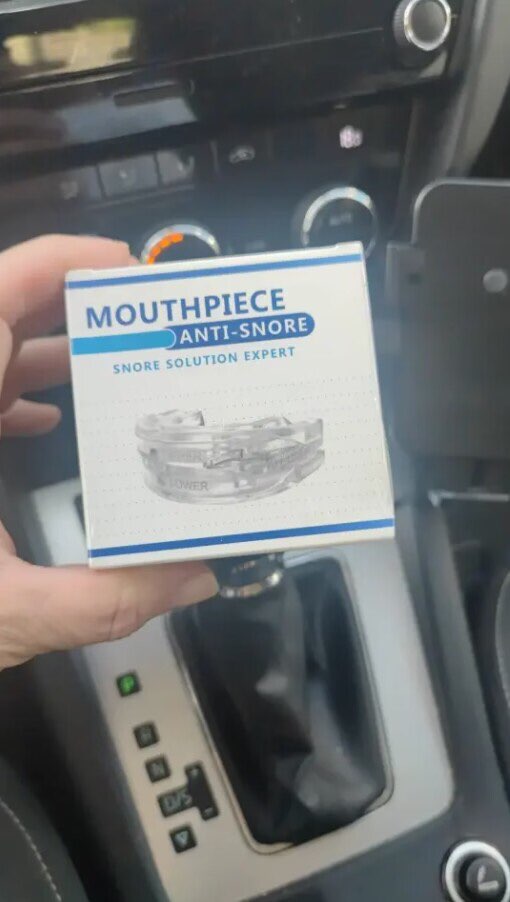 MOUTHPIECE
ANTI-SNORE
SNORE SOLUTION EXPERT
LOWER
P
R
N
D/S
+
-